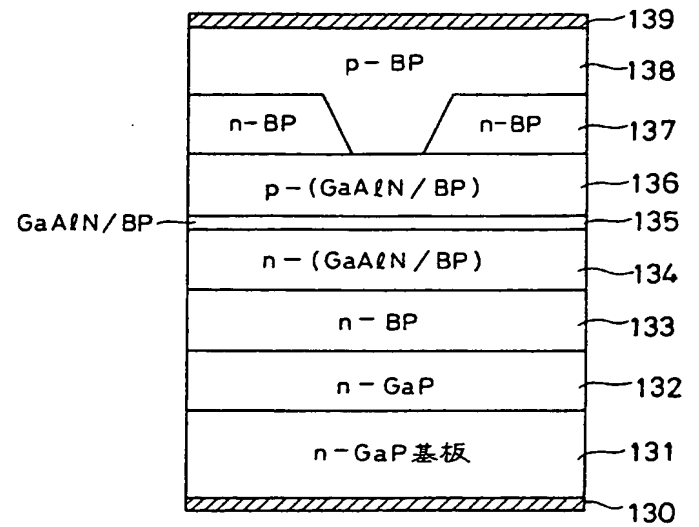 139
p-BP
138
n-BP
n-BP
137
p-(GaAlN/BP)
136
GaAlN/BP
135
n-(GaAlN/BP)
134
n-BP
133
n-GaP
132
n-GaP基板
131
130